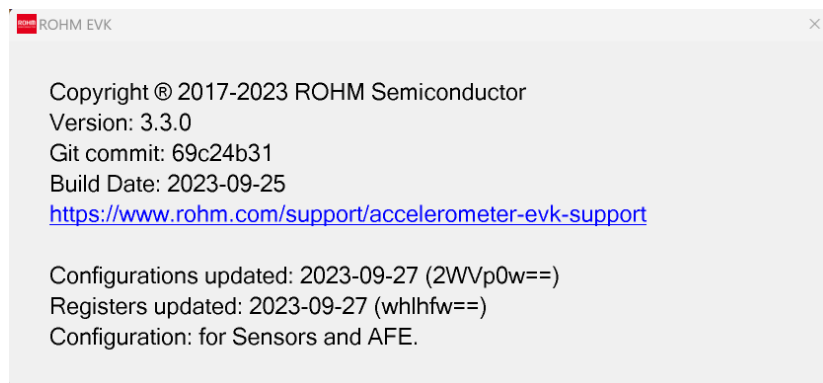 ROHM ROHM EVK
Copyright ® 2017-2023 ROHM Semiconductor
Version: 3.3.0
Git commit: 69c24b31
Build Date: 2023-09-25
https://www.rohm.com/support/accelerometer-evk-support
Configurations updated: 2023-09-27 (2WVp0w==)
Registers updated: 2023-09-27 (whlhfw==)
Configuration: for Sensors and AFE.